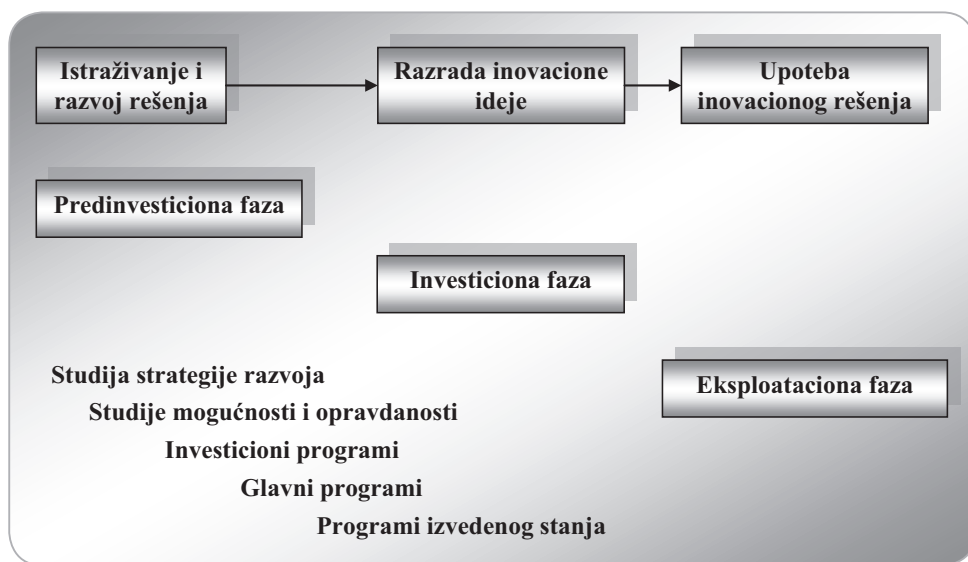 Istraživanje i
razvoj rešenja
Razrada inovacione
ideje
Upoteba
inovacionog rešenja
Predinvesticiona faza
Investiciona faza
Studija strategije razvoja
Eksploataciona faza
Studije mogućnosti i opravdanosti
Investicioni programi
Glavni programi
Programi izvedenog stanja